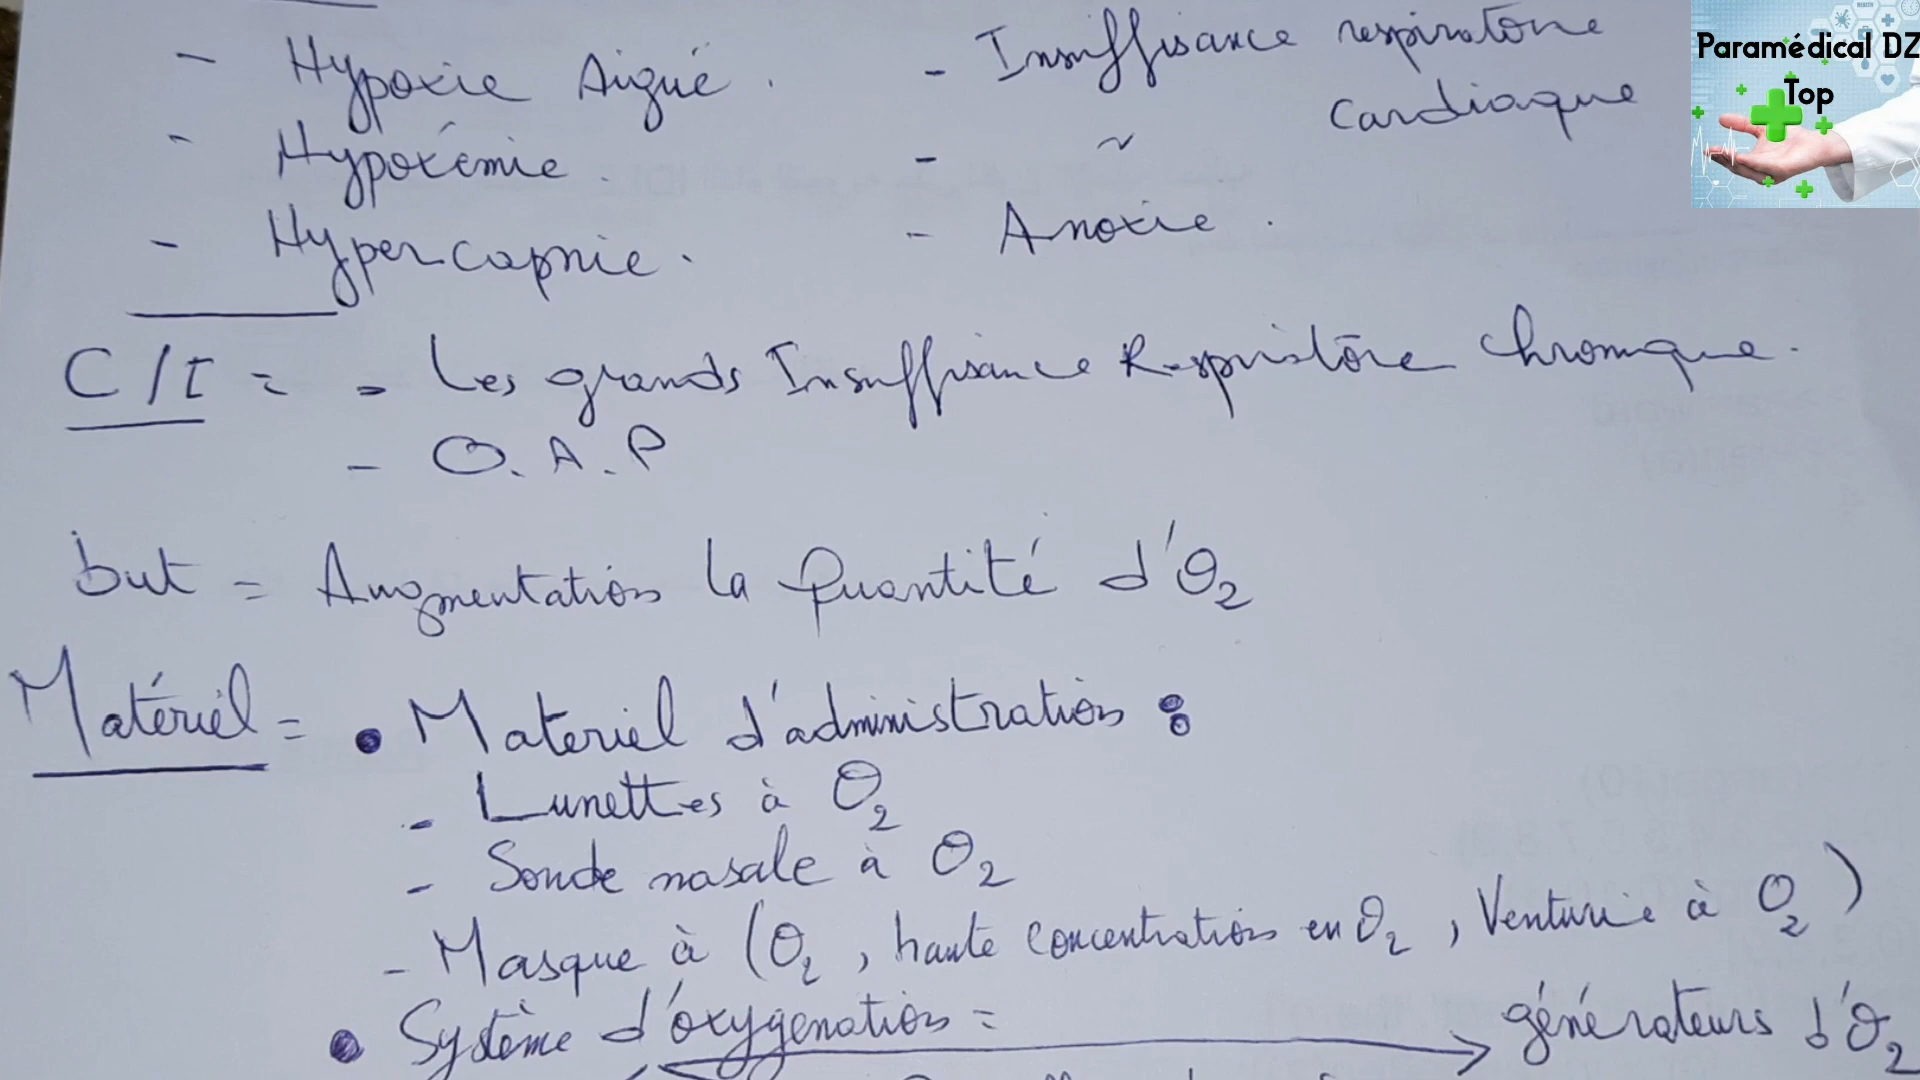 - Hypoxie Aiguë . - Insuffisance respiratoire
- Hypoxémie . - ~ Cardiaque
- Hypercapnie . - Anoxie .
C/I = - Les grands Insuffisance Respiratoire chronique .
- O.A.P
but = Augmentation la Quantité d'O2
Matériel = • Materiel d'administration :
- Lunettes à O2
- Sonde nasale à O2
- Masque à (O2, haute concentration en O2, Venturie à O2)
• Système d'oxygenation = générateurs d'O2
Paramédical DZ
Top